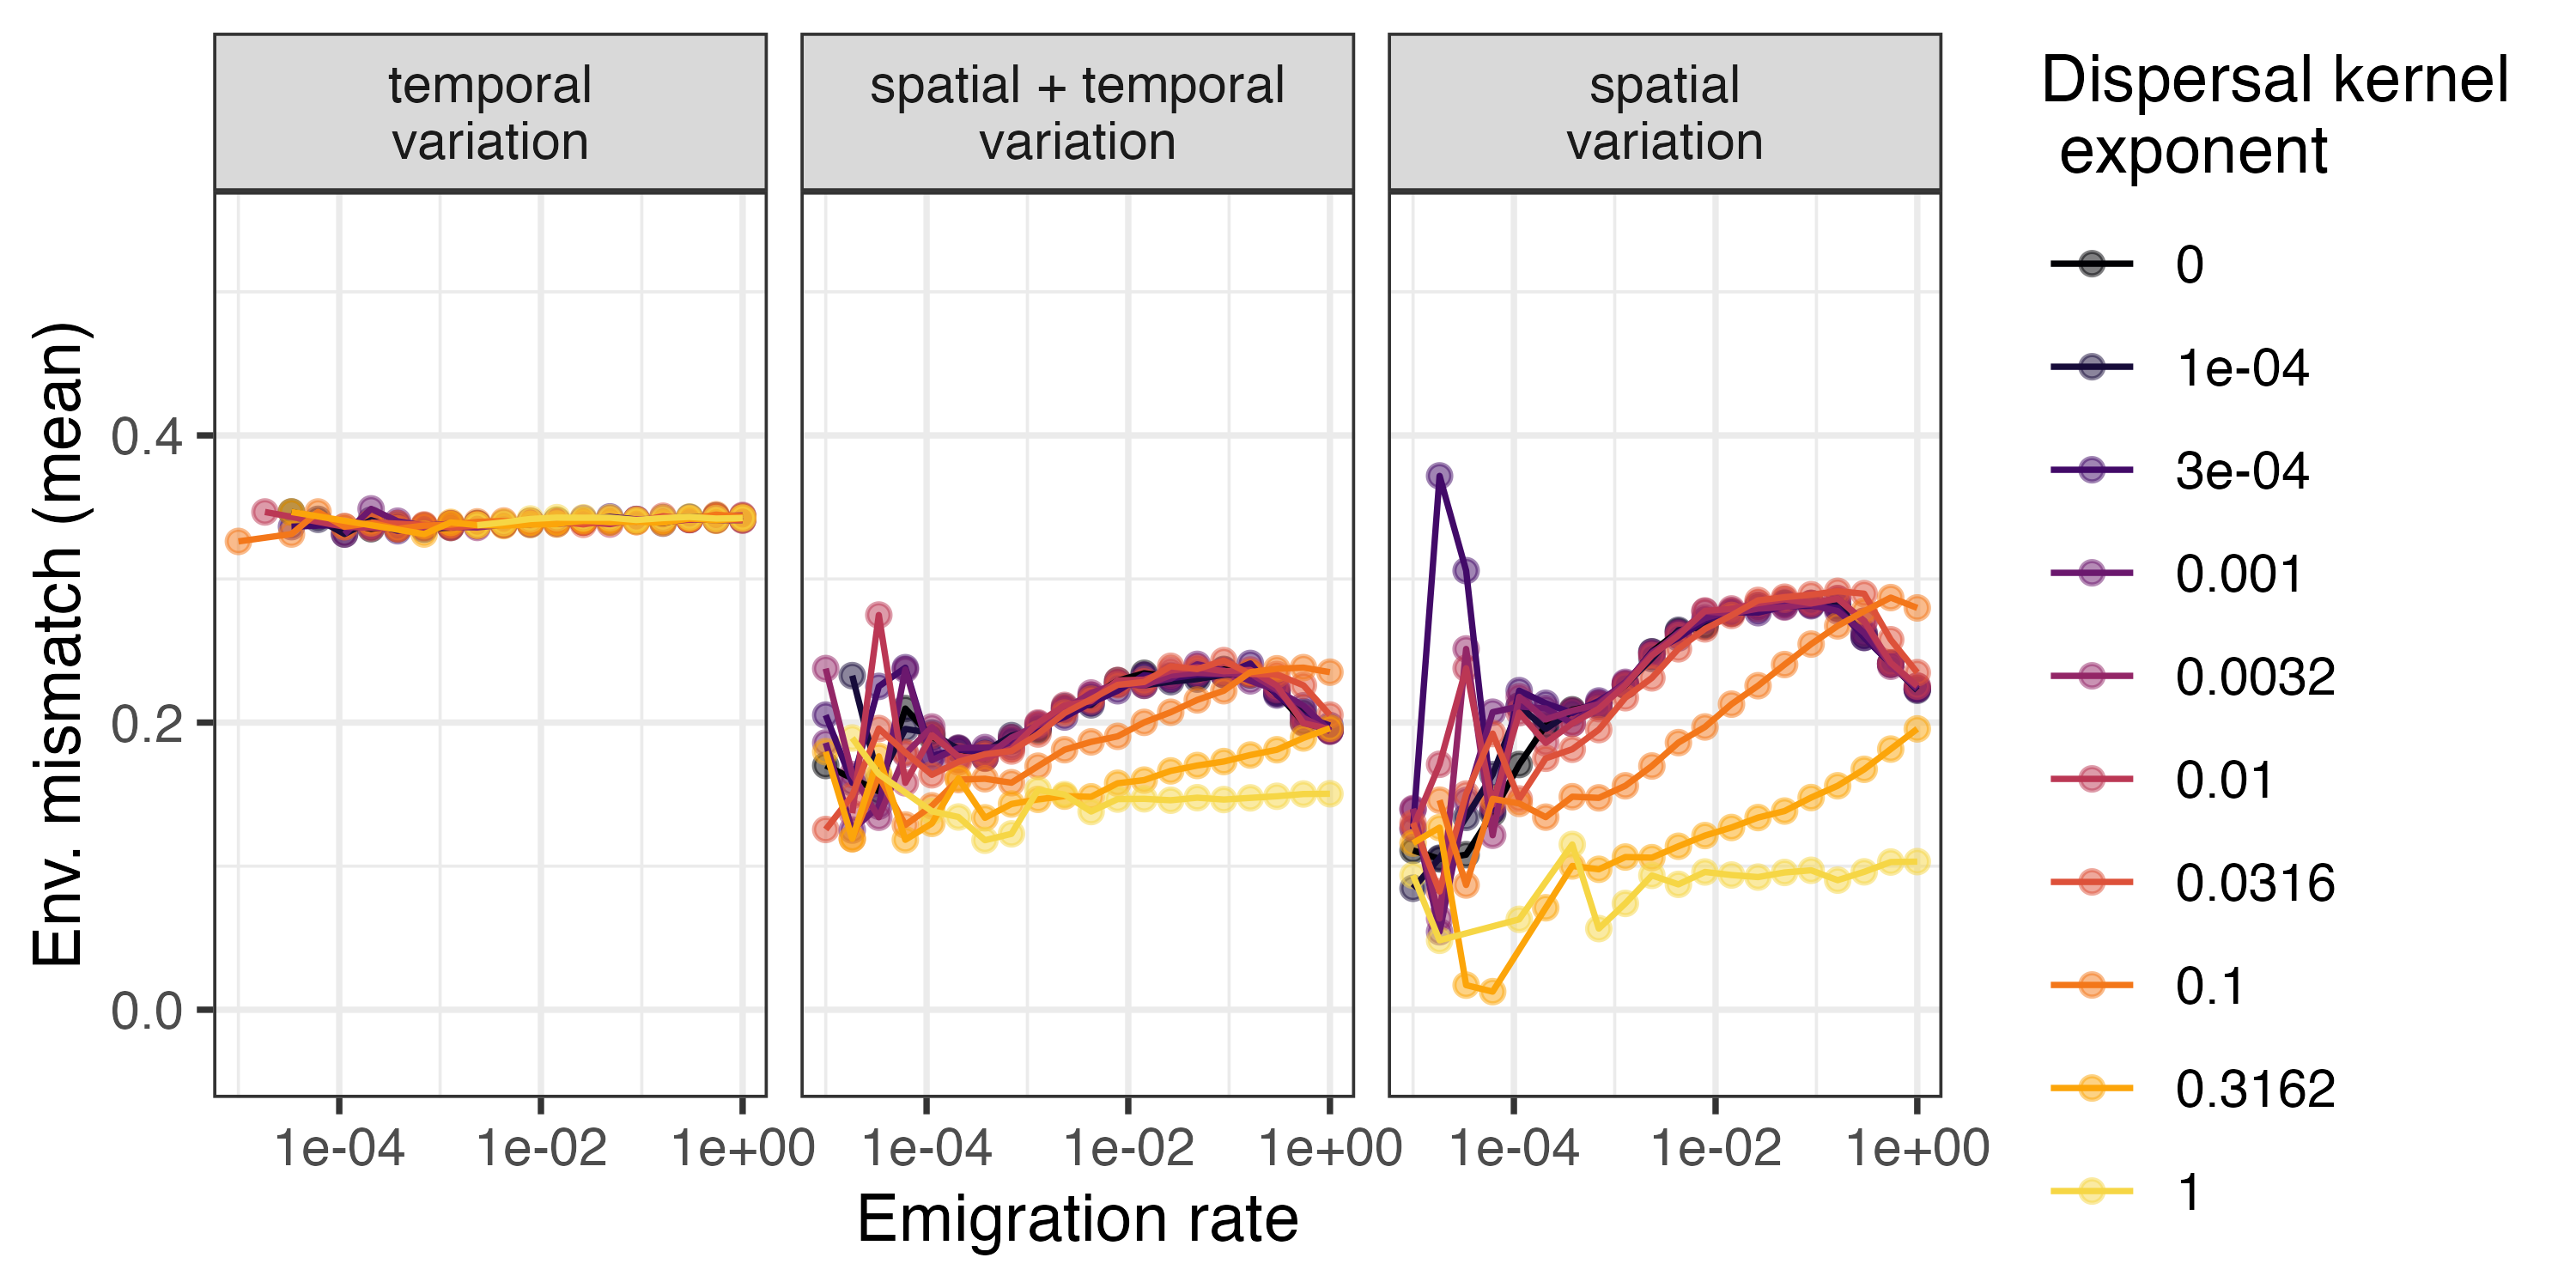 temporal
variation
spatial + temporal
variation
spatial
variation
Env. mismatch (mean)
0.4
0.2
0.0
1e-04 1e-02 1e+00 1e-04 1e-02 1e+00 1e-04 1e-02 1e+00
Emigration rate
Dispersal kernel
exponent
0
1e-04
3e-04
0.001
0.0032
0.01
0.0316
0.1
0.3162
1